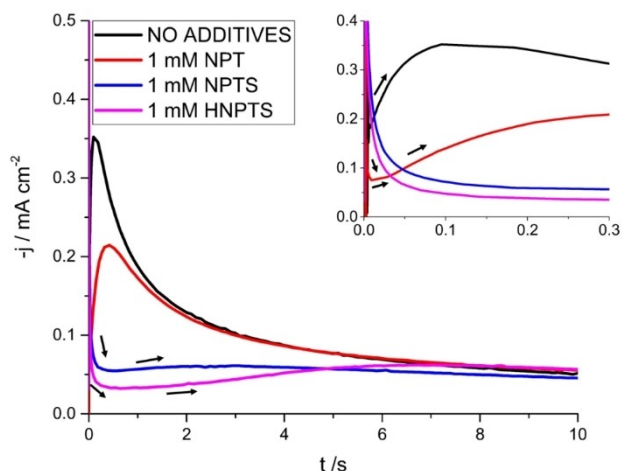 NO ADDITIVES
1 mM NPT
1 mM NPTS
1 mM HNPTS
0.5
0.4
0.3
0.2
0.1
0.0
-j / mA cm⁻²
0 2 4 6 8 10
t /s
0.4
0.3
0.2
0.1
0.0
0.0 0.1 0.2 0.3